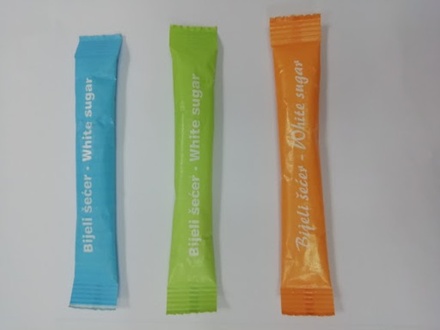 Bijeli šećer • White sugar
Bijeli šećer • White sugar
Bijeli šećer - White sugar